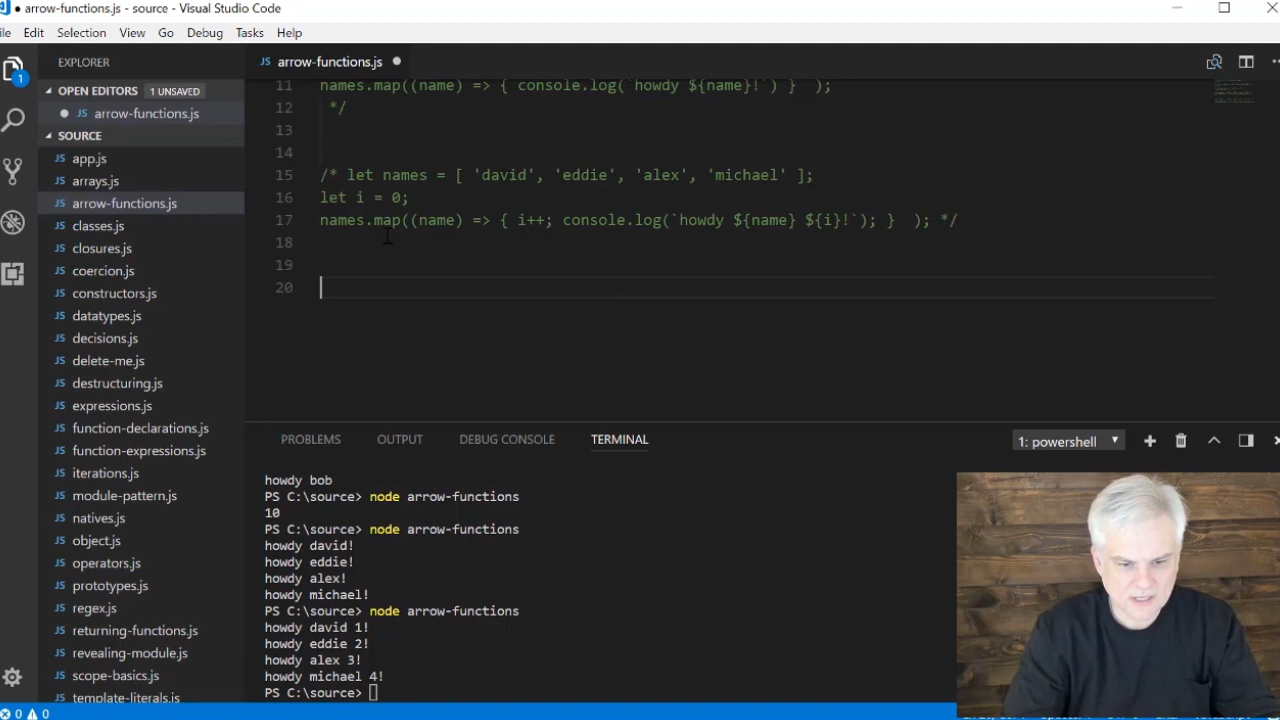 arrow-functions.js - source - Visual Studio Code
Edit Selection View Go Debug Tasks Help
EXPLORER
OPEN EDITORS 1 UNSAVED
JS arrow-functions.js
SOURCE
JS app.js
JS arrays.js
JS arrow-functions.js
JS classes.js
JS closures.js
JS coercion.js
JS constructors.js
JS datatypes.js
JS decisions.js
JS delete-me.js
JS destructuring.js
JS expressions.js
JS function-declarations.js
JS function-expressions.js
JS iterations.js
JS module-pattern.js
JS natives.js
JS object.js
JS operators.js
JS prototypes.js
JS regex.js
JS returning-functions.js
JS revealing-module.js
JS scope-basics.js
JS template-literals.js
1
JS arrow-functions.js
11 names.map((name) => { console.log(`howdy ${name}!`) }  );
12 */
13
14
15 /* let names = [ 'david', 'eddie', 'alex', 'michael' ];
16 let i = 0;
17 names.map((name) => { i++; console.log(`howdy ${name} ${i}!`); }  ); */
18
19
20
PROBLEMS OUTPUT DEBUG CONSOLE TERMINAL 1: powershell
howdy bob
PS C:\source> node arrow-functions
10
PS C:\source> node arrow-functions
howdy david!
howdy eddie!
howdy alex!
howdy michael!
PS C:\source> node arrow-functions
howdy david 1!
howdy eddie 2!
howdy alex 3!
howdy michael 4!
PS C:\source>
0 0